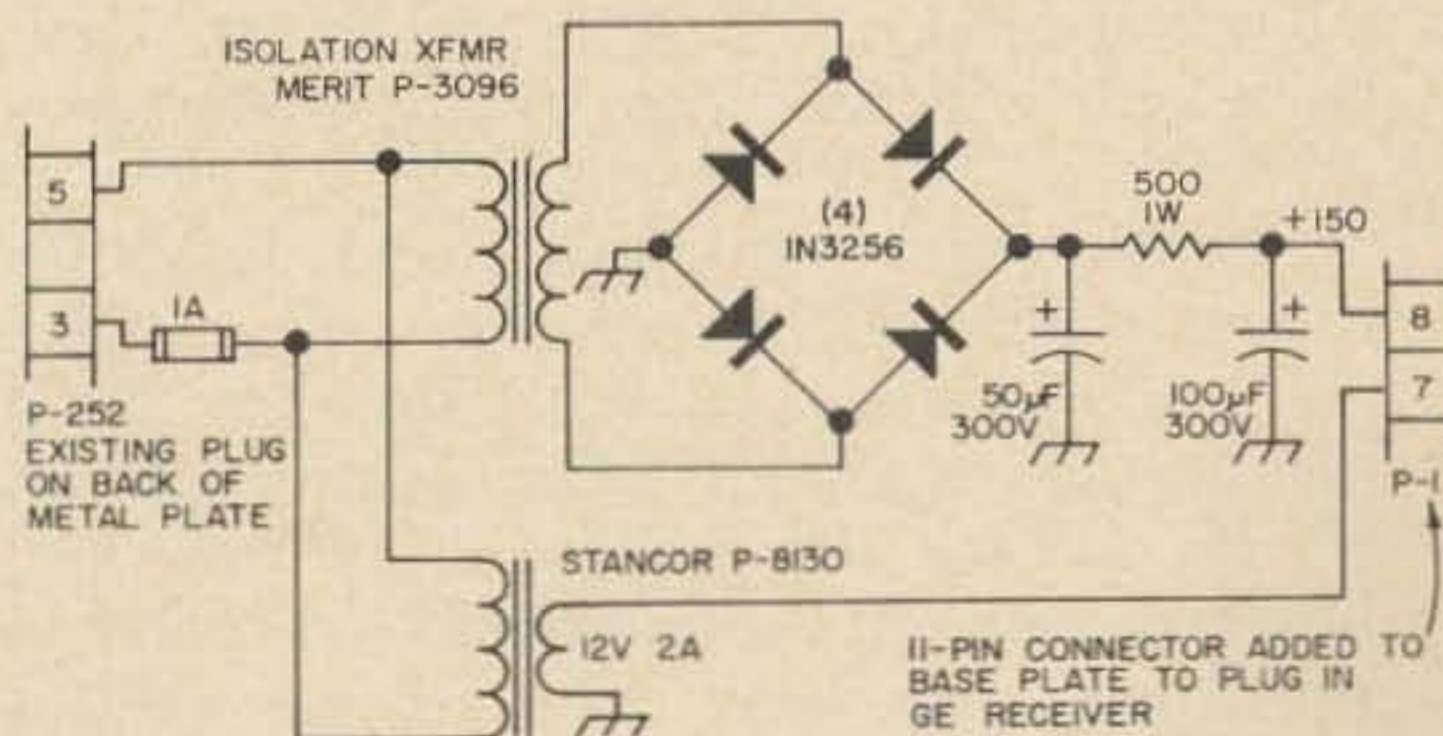 ISOLATION XFMR
MERIT P-3096
5
3
1A
P-252
EXISTING PLUG
ON BACK OF
METAL PLATE
(4)
IN3256
500
1W
+150
+
50µF
300V
+
100µF
300V
8
7
P-1
STANCOR P-8130
12V 2A
11-PIN CONNECTOR ADDED TO
BASE PLATE TO PLUG IN
GE RECEIVER